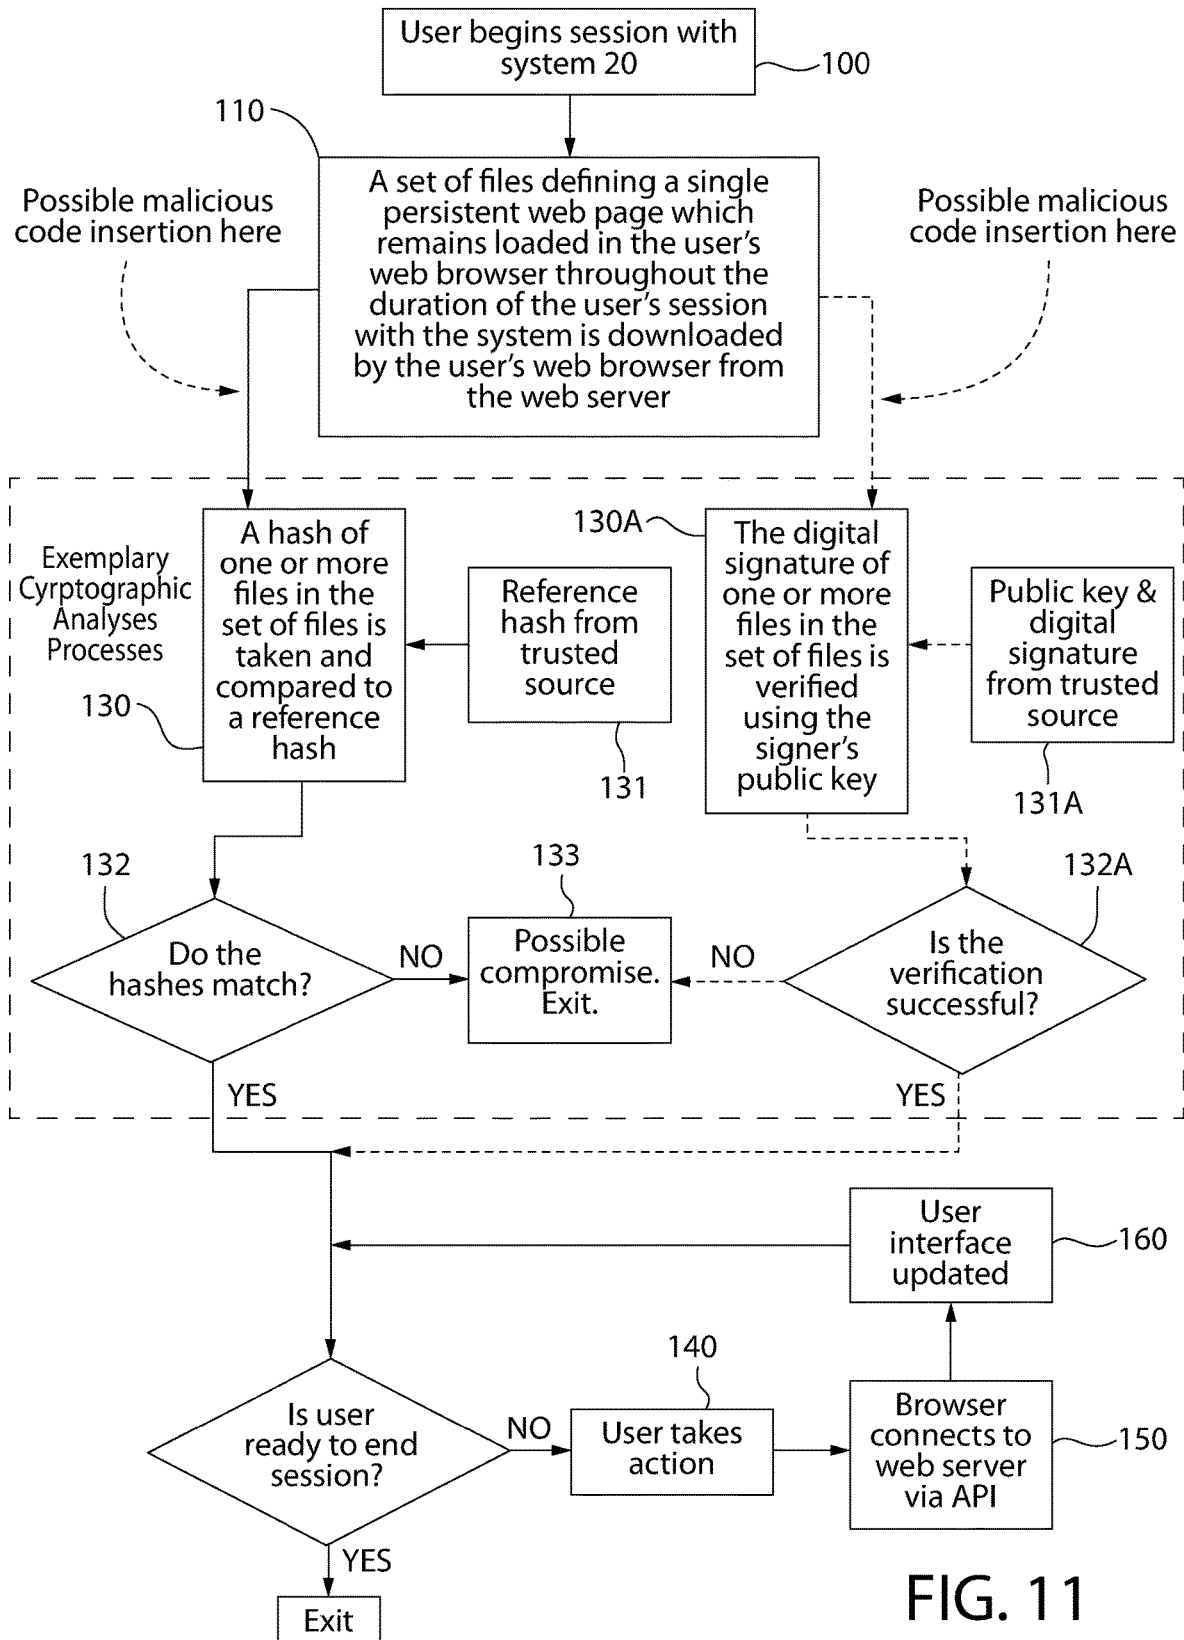 User begins session with
system 20
100
110
A set of files defining a single
persistent web page which
remains loaded in the user's
web browser throughout the
duration of the user's session
with the system is downloaded
by the user's web browser from
the web server
Possible malicious
code insertion here
Possible malicious
code insertion here
Exemplary
Cyrptographic
Analyses
Processes
130
A hash of
one or more
files in the
set of files is
taken and
compared to
a reference
hash
Reference
hash from
trusted
source
131
130A
The digital
signature of
one or more
files in the
set of files is
verified
using the
signer's
public key
Public key &
digital
signature
from trusted
source
131A
132
Do the
hashes match?
NO
133
Possible
compromise.
Exit.
NO
132A
Is the
verification
successful?
YES
YES
User
interface
updated
160
Is user
ready to end
session?
NO
140
User takes
action
Browser
connects to
web server
via API
150
YES
Exit
FIG. 11